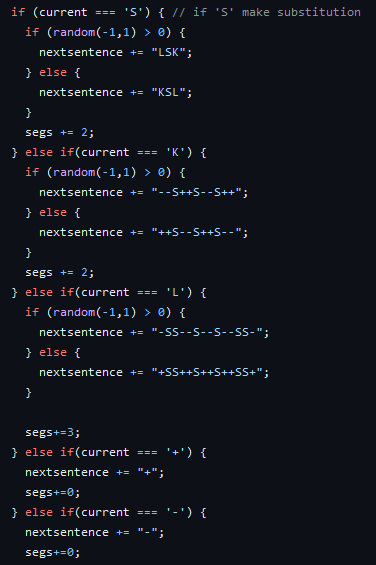 if (current === 'S') { // if 'S' make substitution
  if (random(-1,1) > 0) {
    nextsentence += "LSK";
  } else {
    nextsentence += "KSL";
  }
  segs += 2;
} else if(current === 'K') {
  if (random(-1,1) > 0) {
    nextsentence += "--S++S--S++";
  } else {
    nextsentence += "++S--S++S--";
  }
  segs += 2;
} else if(current === 'L') {
  if (random(-1,1) > 0) {
    nextsentence += "-SS--S--S--SS-";
  } else {
    nextsentence += "+SS++S++S++SS+";
  }

  segs+=3;
} else if(current === '+') {
  nextsentence += "+";
  segs+=0;
} else if(current === '-') {
  nextsentence += "-";
  segs+=0;